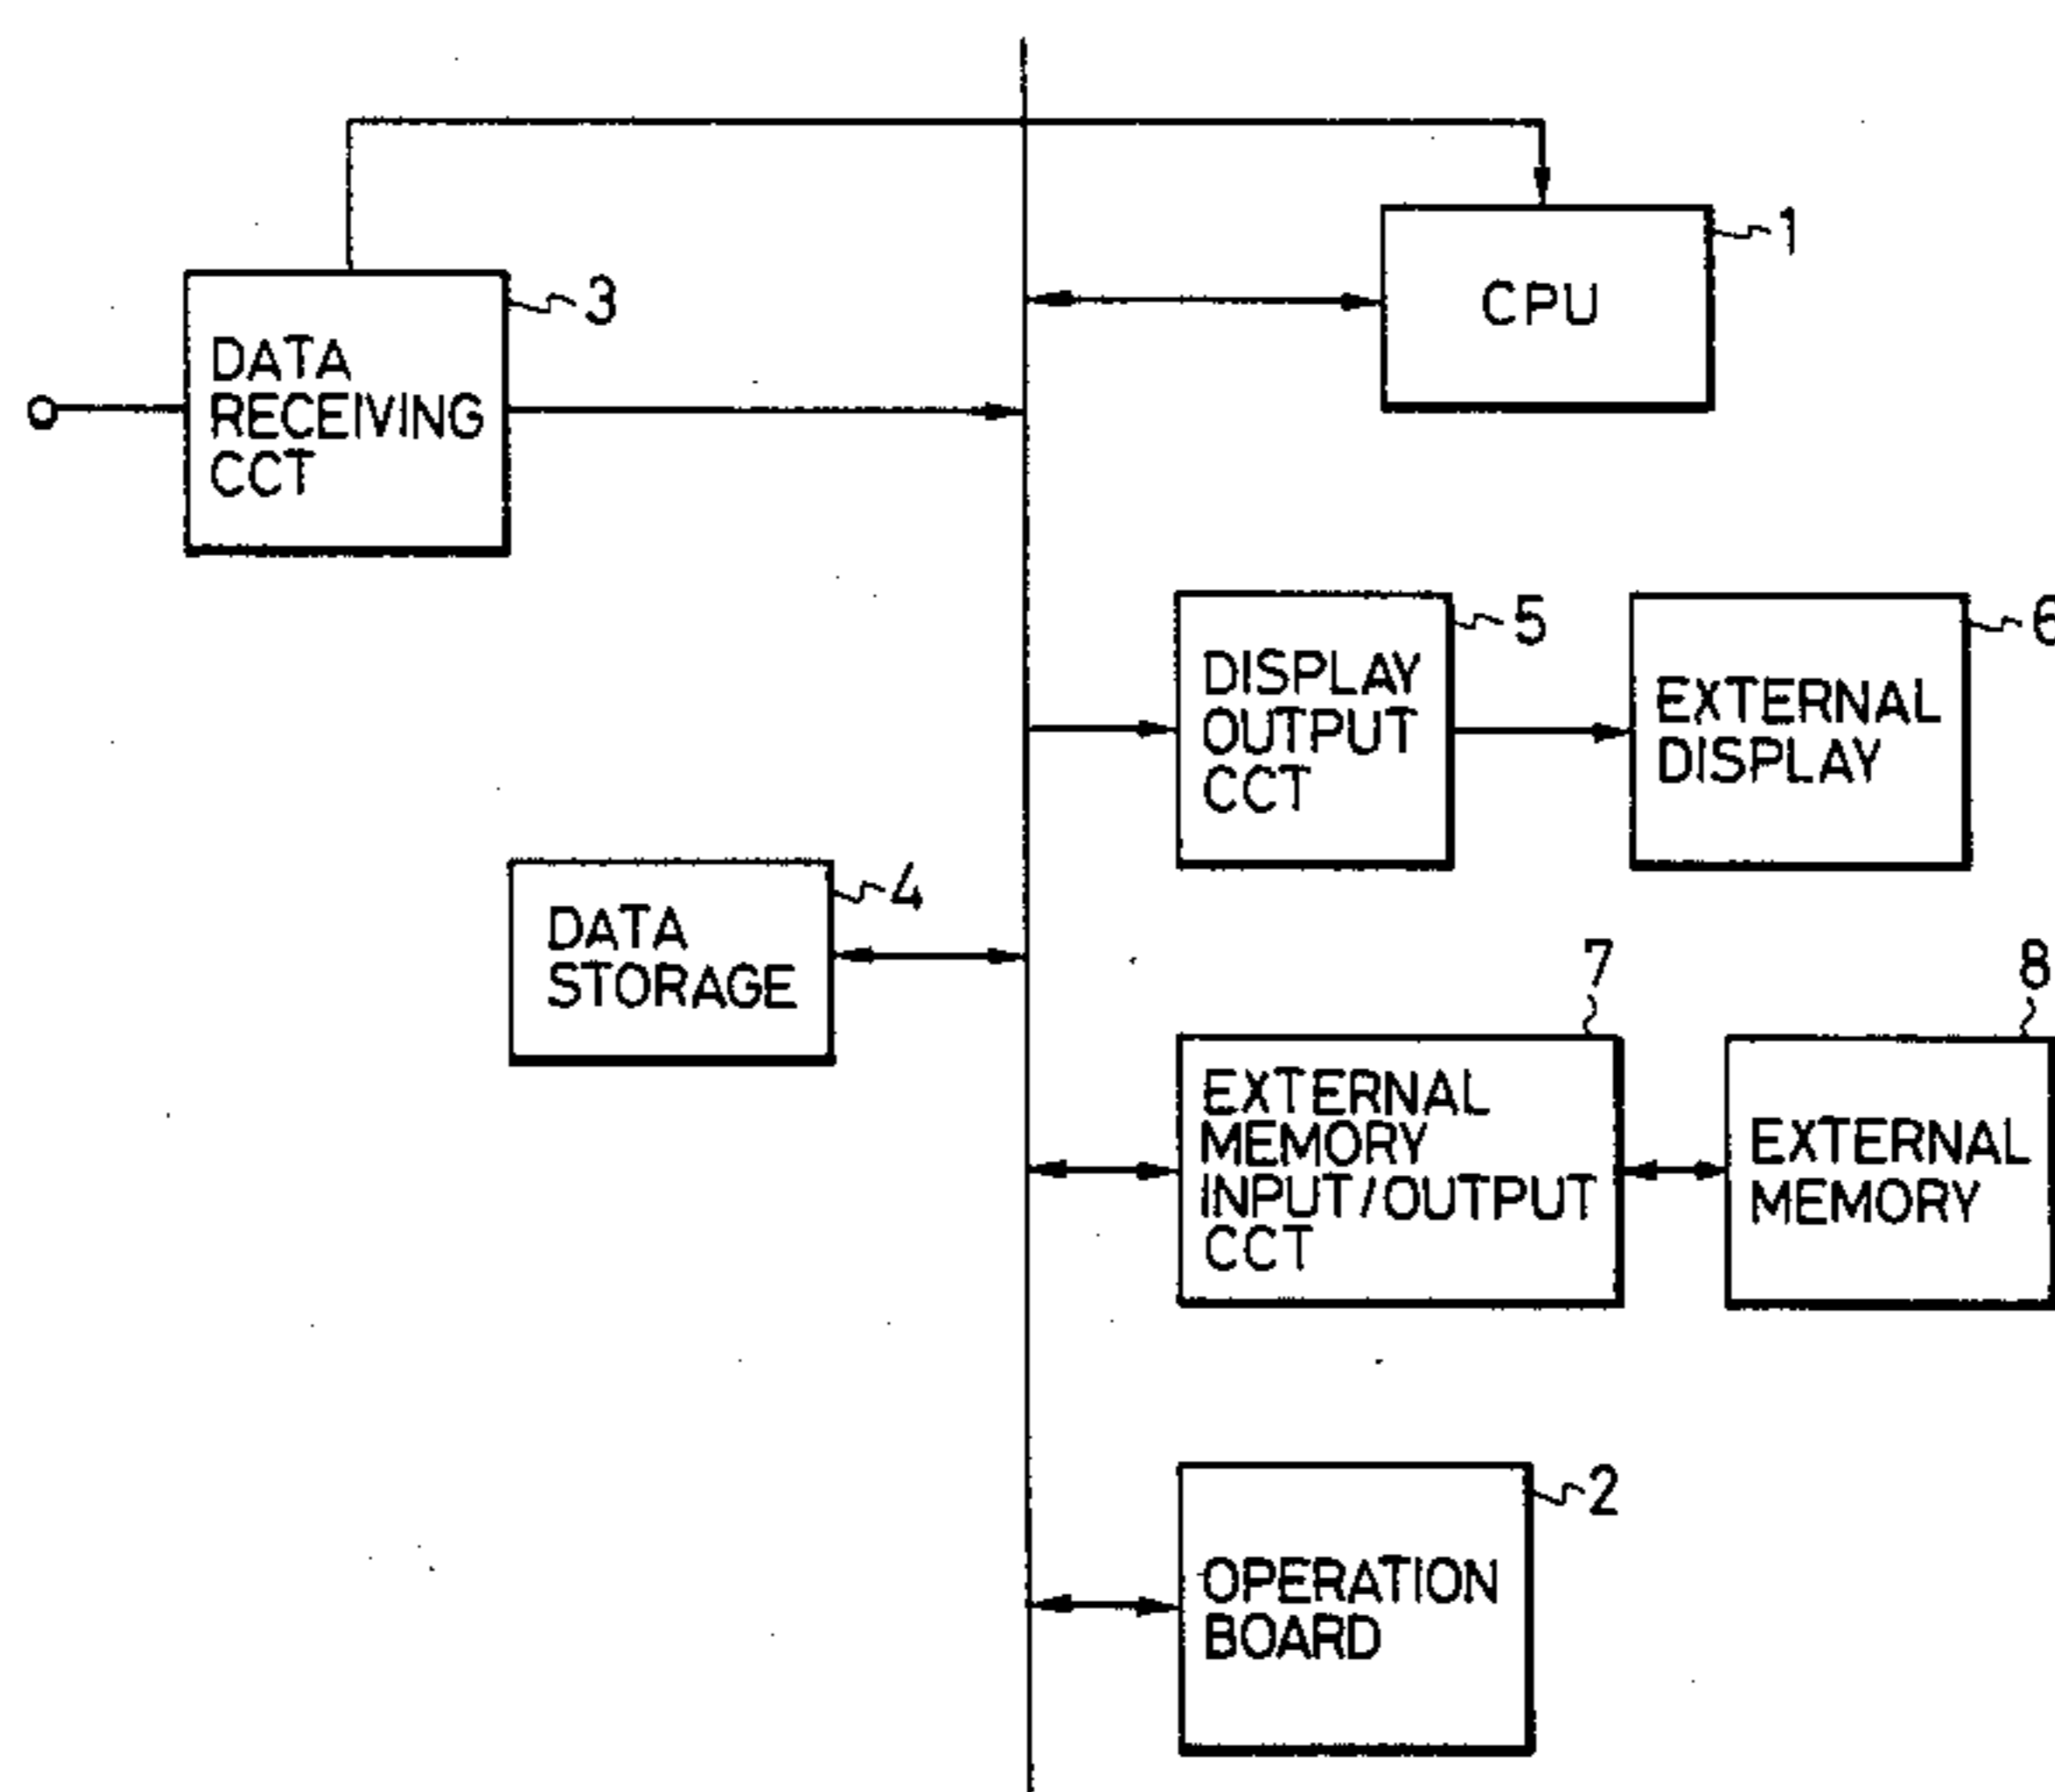 1
CPU
3
DATA
RECEIVING
CCT
5
DISPLAY
OUTPUT
CCT
6
EXTERNAL
DISPLAY
4
DATA
STORAGE
7
EXTERNAL
MEMORY
INPUT/OUTPUT
CCT
8
EXTERNAL
MEMORY
2
OPERATION
BOARD